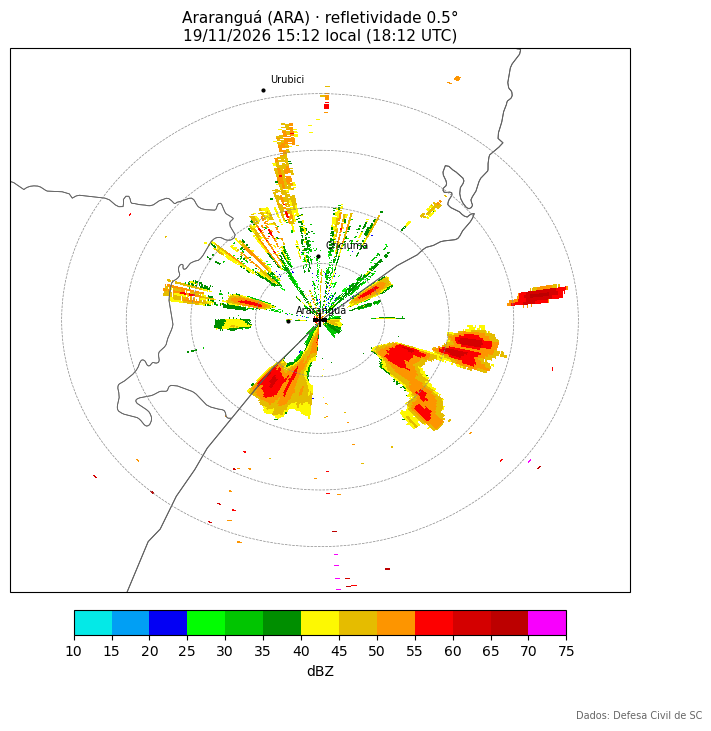 Araranguá (ARA) · refletividade 0.5°
19/11/2026 15:12 local (18:12 UTC)
Urubici
Criciúma
Araranguá
10 15 20 25 30 35 40 45 50 55 60 65 70 75
dBZ
Dados: Defesa Civil de SC